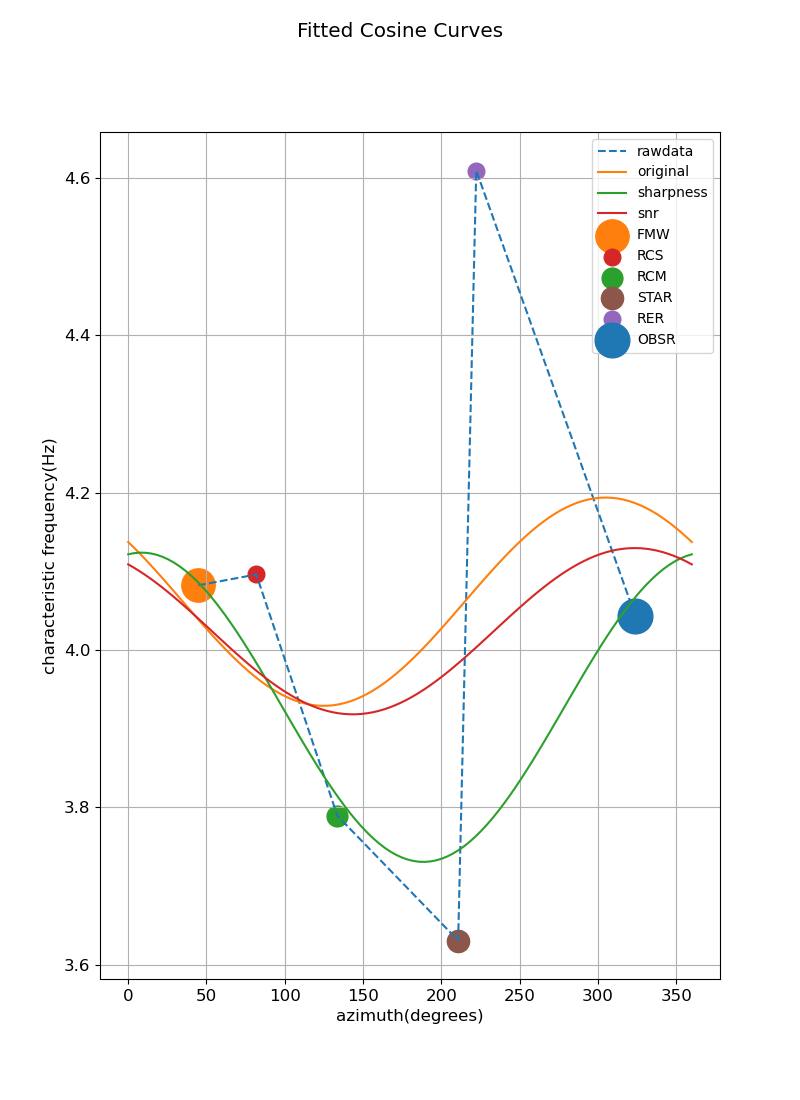 Fitted Cosine Curves
rawdata
original
sharpness
snr
FMW
RCS
RCM
STAR
RER
OBSR
4.6
4.4
4.2
4.0
3.8
3.6
characteristic frequency(Hz)
0 50 100 150 200 250 300 350
azimuth(degrees)